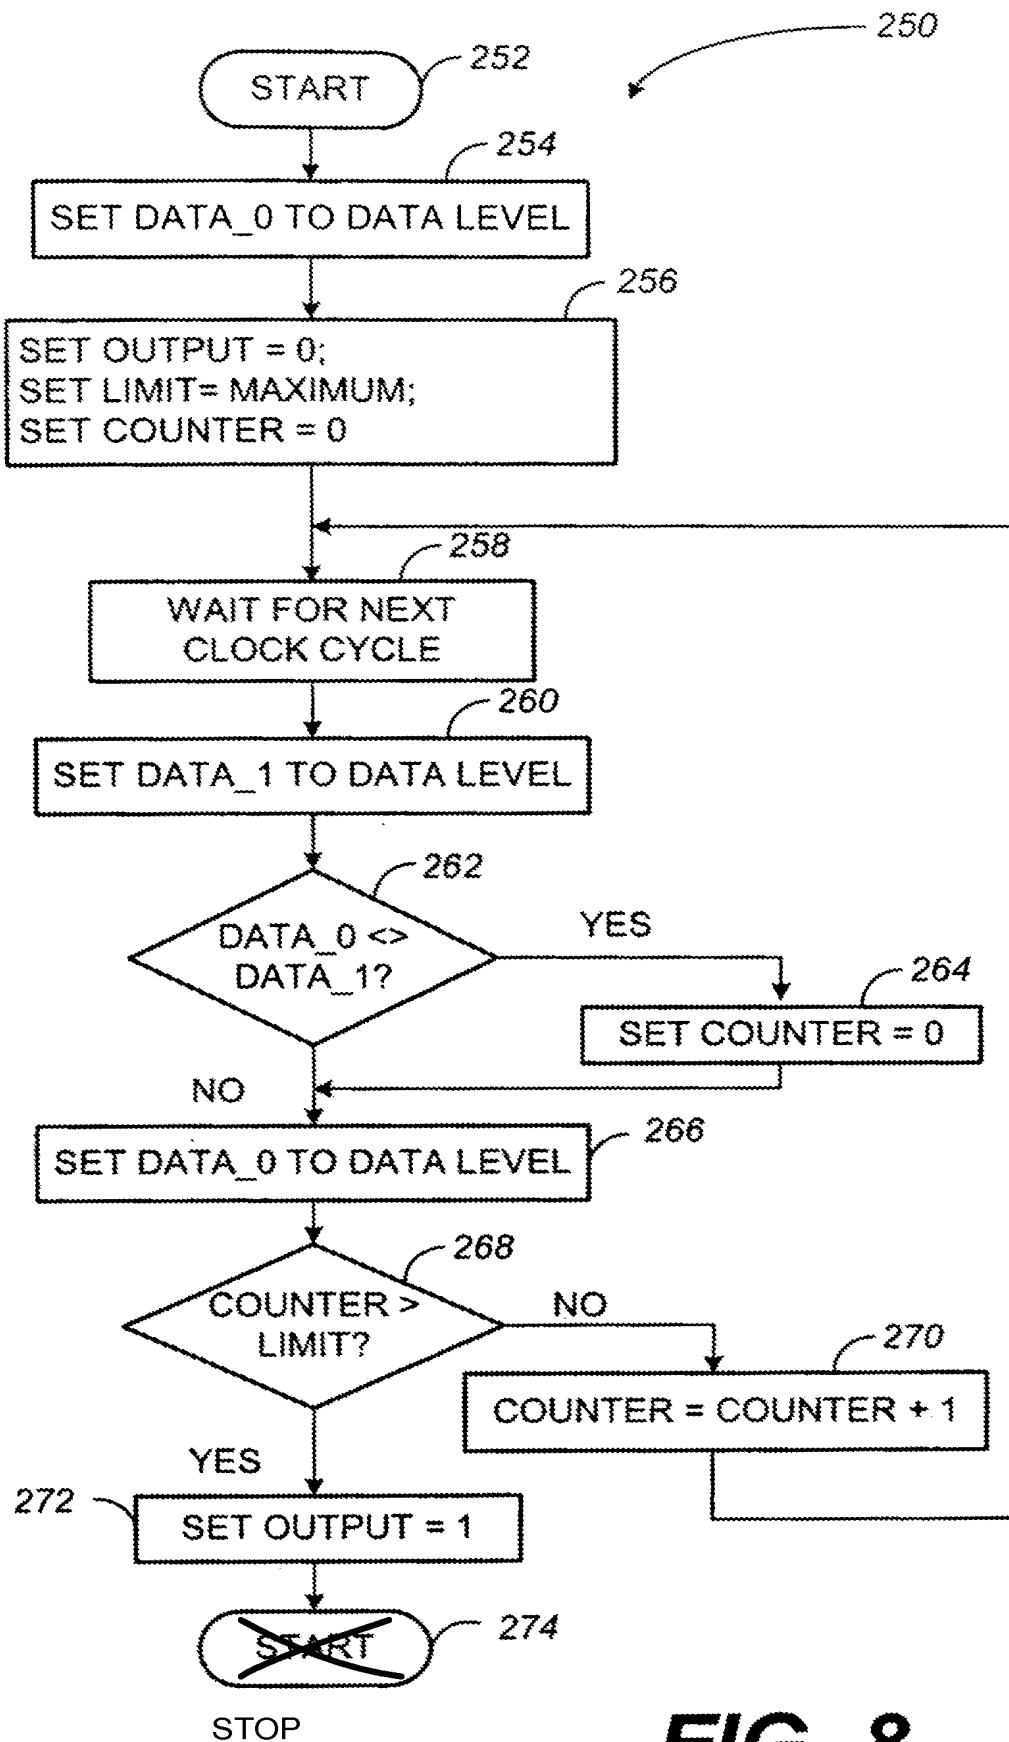 250
START
252
254
SET DATA_0 TO DATA LEVEL
256
SET OUTPUT = 0;
SET LIMIT= MAXIMUM;
SET COUNTER = 0
258
WAIT FOR NEXT
CLOCK CYCLE
260
SET DATA_1 TO DATA LEVEL
262
DATA_0 <>
DATA_1?
YES
264
SET COUNTER = 0
NO
266
SET DATA_0 TO DATA LEVEL
268
COUNTER >
LIMIT?
NO
270
COUNTER = COUNTER + 1
YES
272
SET OUTPUT = 1
START
274
STOP
FIG. 8